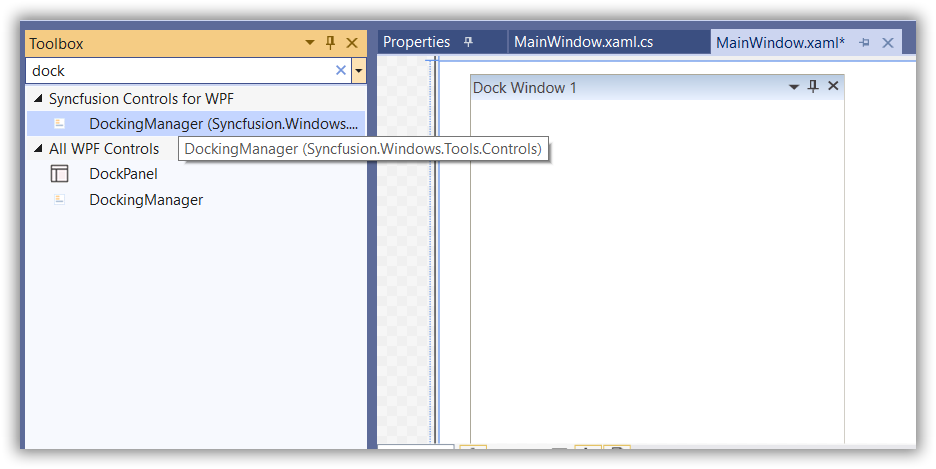 Toolbox
dock
Syncfusion Controls for WPF
DockingManager (Syncfusion.Windows....
All WPF Controls
DockingManager (Syncfusion.Windows.Tools.Controls)
DockPanel
DockingManager
Properties
MainWindow.xaml.cs
MainWindow.xaml*
Dock Window 1